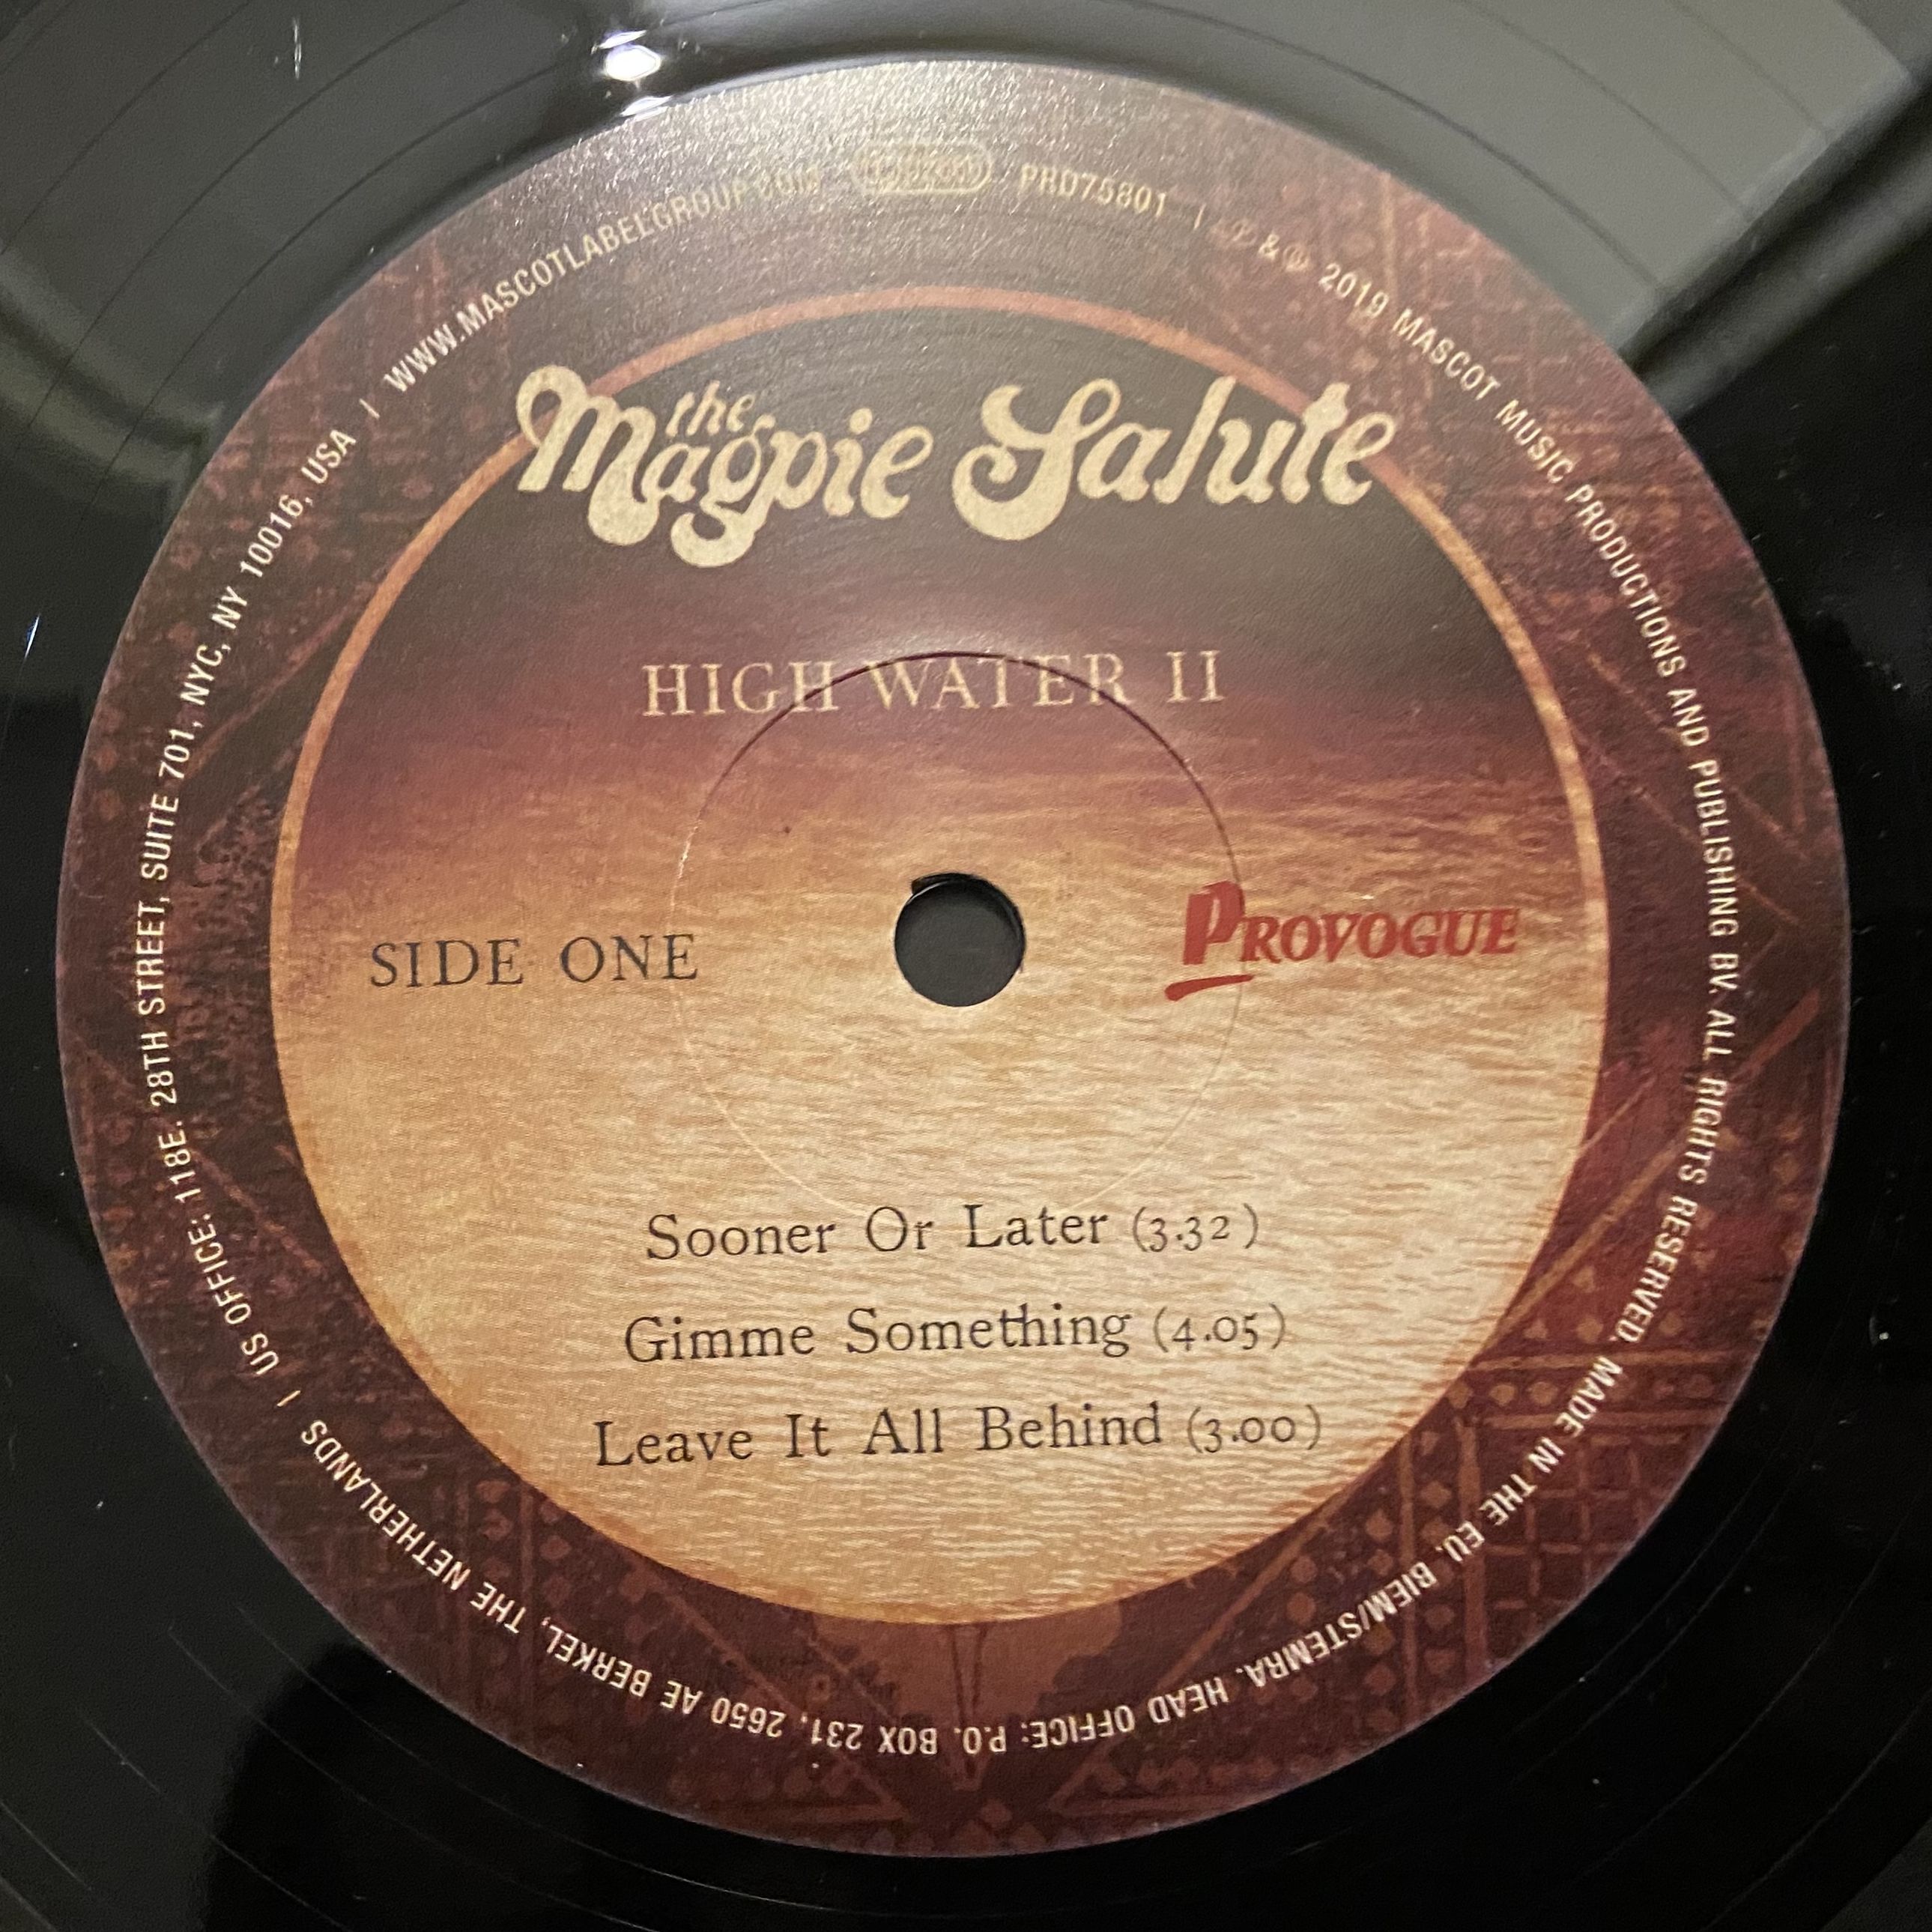 the
Magpie Salute
HIGH WATER II
SIDE ONE
PROVOGUE
Sooner Or Later (3.32)
Gimme Something (4.05)
Leave It All Behind (3.00)
PRD75801 | & ℗ 2019 MASCOT MUSIC PRODUCTIONS AND PUBLISHING BV. ALL RIGHTS RESERVED. MADE IN THE EU. BIEM/STEMRA. HEAD OFFICE: P.O. BOX 231, 2650 AE BERKEL, THE NETHERLANDS | US OFFICE: 118E. 28TH STREET, SUITE 701, NYC, NY 10016, USA / WWW.MASCOTLABELGROUP.COM